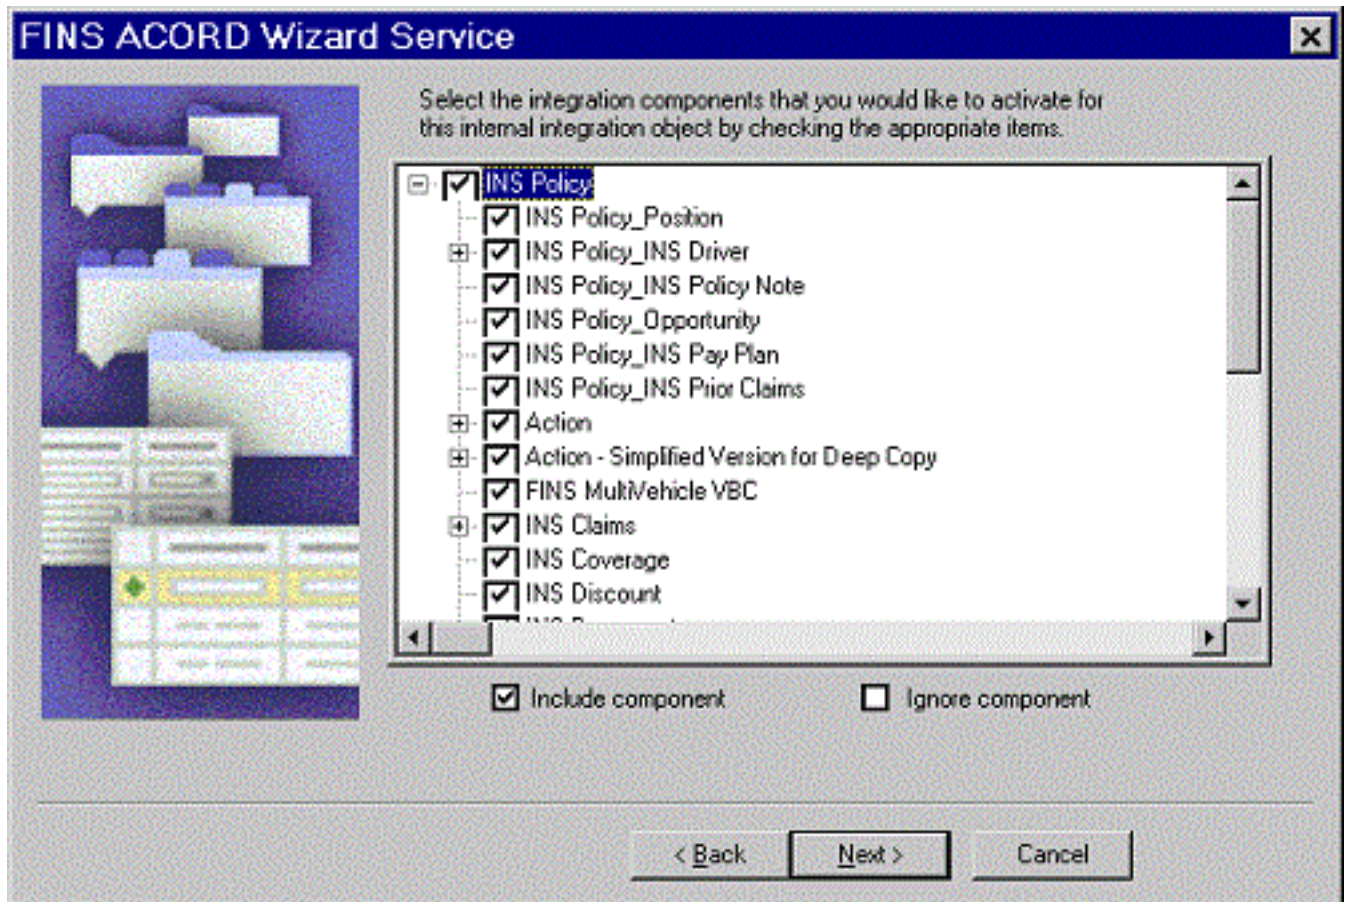 FINS ACORD Wizard Service
Select the integration components that you would like to activate for
this internal integration object by checking the appropriate items.
INS Policy
INS Policy_Position
INS Policy_INS Driver
INS Policy_INS Policy Note
INS Policy_Opportunity
INS Policy_INS Pay Plan
INS Policy_INS Prior Claims
Action
Action - Simplified Version for Deep Copy
FINS MultiVehicle VBC
INS Claims
INS Coverage
INS Discount
Include component
Ignore component
< Back
Next >
Cancel